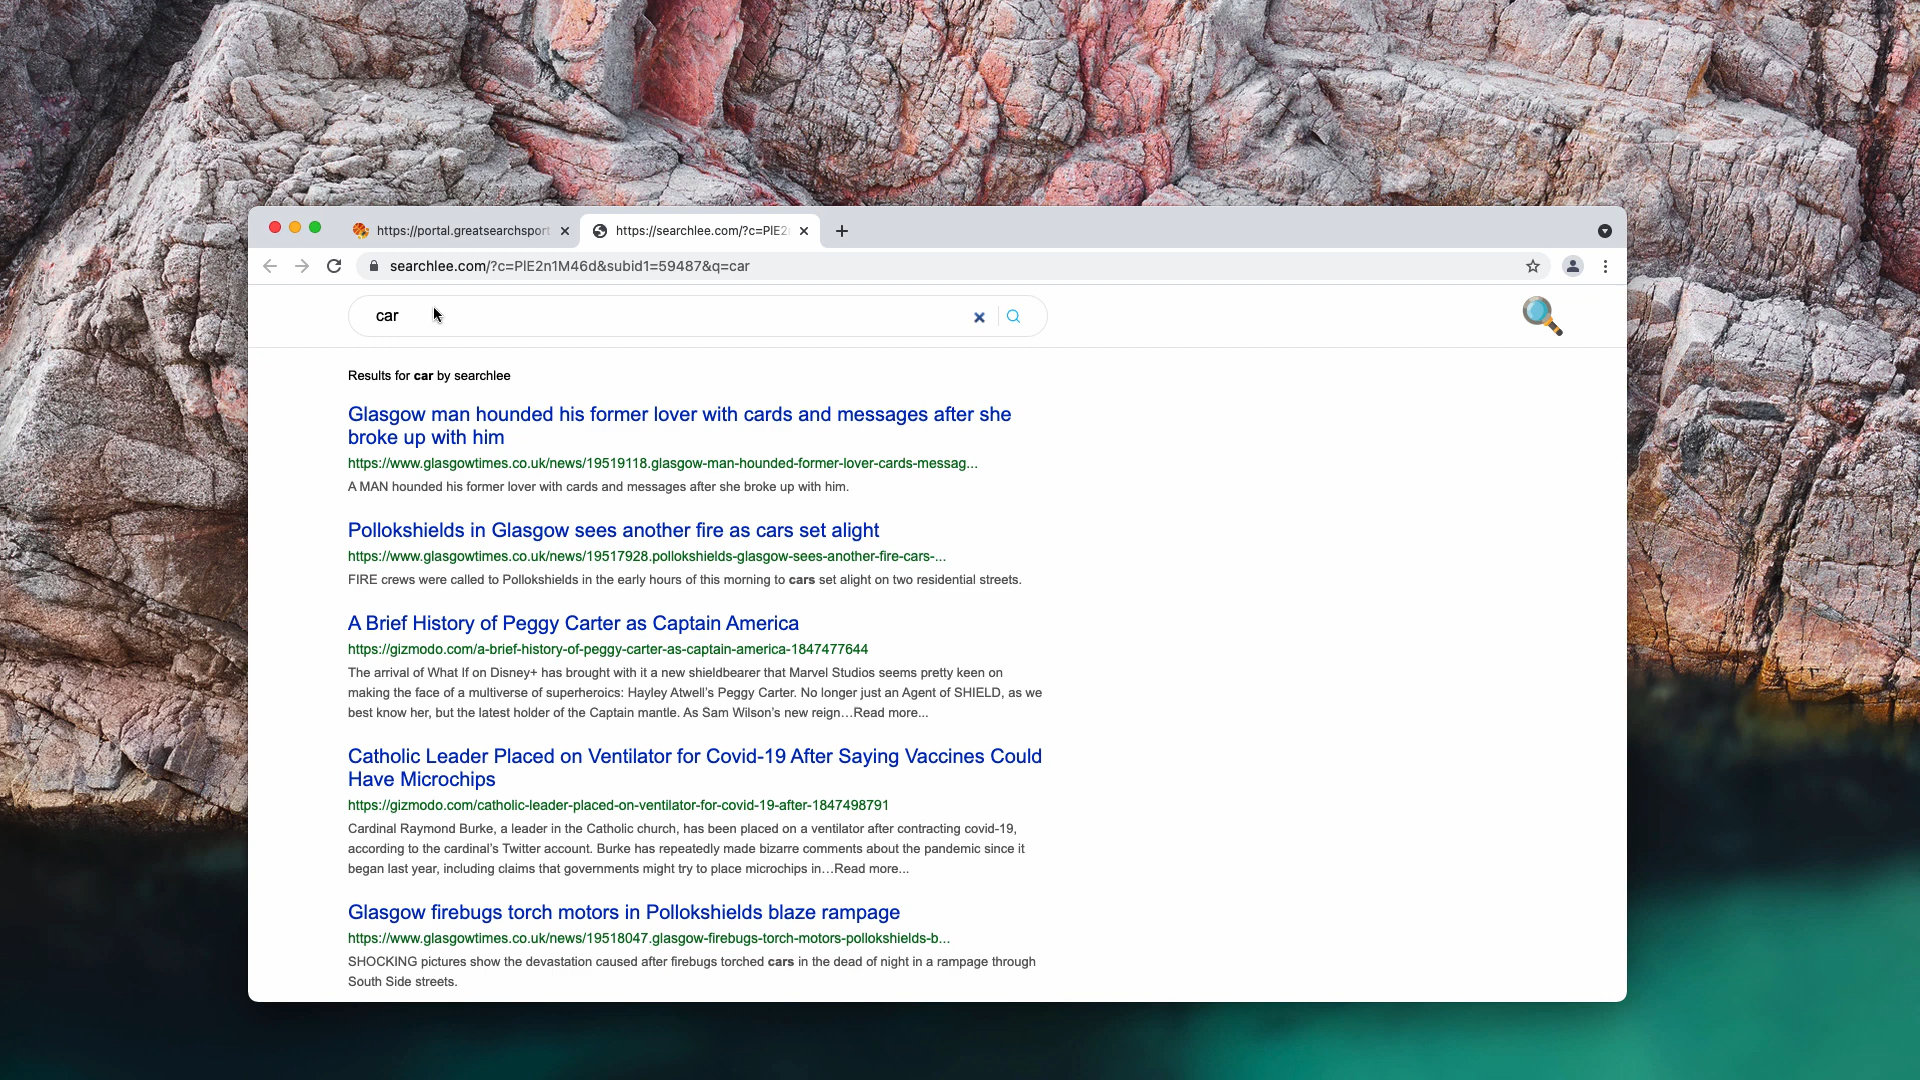 https://portal.greatsearchsport
https://searchlee.com/?c=PlE2
searchlee.com/?c=PlE2n1M46d&subid1=59487&q=car
car
Results for car by searchlee
Glasgow man hounded his former lover with cards and messages after she
broke up with him
https://www.glasgowtimes.co.uk/news/19519118.glasgow-man-hounded-former-lover-cards-messag...
A MAN hounded his former lover with cards and messages after she broke up with him.
Pollokshields in Glasgow sees another fire as cars set alight
https://www.glasgowtimes.co.uk/news/19517928.pollokshields-glasgow-sees-another-fire-cars-...
FIRE crews were called to Pollokshields in the early hours of this morning to cars set alight on two residential streets.
A Brief History of Peggy Carter as Captain America
https://gizmodo.com/a-brief-history-of-peggy-carter-as-captain-america-1847477644
The arrival of What If on Disney+ has brought with it a new shieldbearer that Marvel Studios seems pretty keen on
making the face of a multiverse of superheroics: Hayley Atwell's Peggy Carter. No longer just an Agent of SHIELD, as we
best know her, but the latest holder of the Captain mantle. As Sam Wilson's new reign…Read more...
Catholic Leader Placed on Ventilator for Covid-19 After Saying Vaccines Could
Have Microchips
https://gizmodo.com/catholic-leader-placed-on-ventilator-for-covid-19-after-1847498791
Cardinal Raymond Burke, a leader in the Catholic church, has been placed on a ventilator after contracting covid-19,
according to the cardinal's Twitter account. Burke has repeatedly made bizarre comments about the pandemic since it
began last year, including claims that governments might try to place microchips in…Read more...
Glasgow firebugs torch motors in Pollokshields blaze rampage
https://www.glasgowtimes.co.uk/news/19518047.glasgow-firebugs-torch-motors-pollokshields-b...
SHOCKING pictures show the devastation caused after firebugs torched cars in the dead of night in a rampage through
South Side streets.